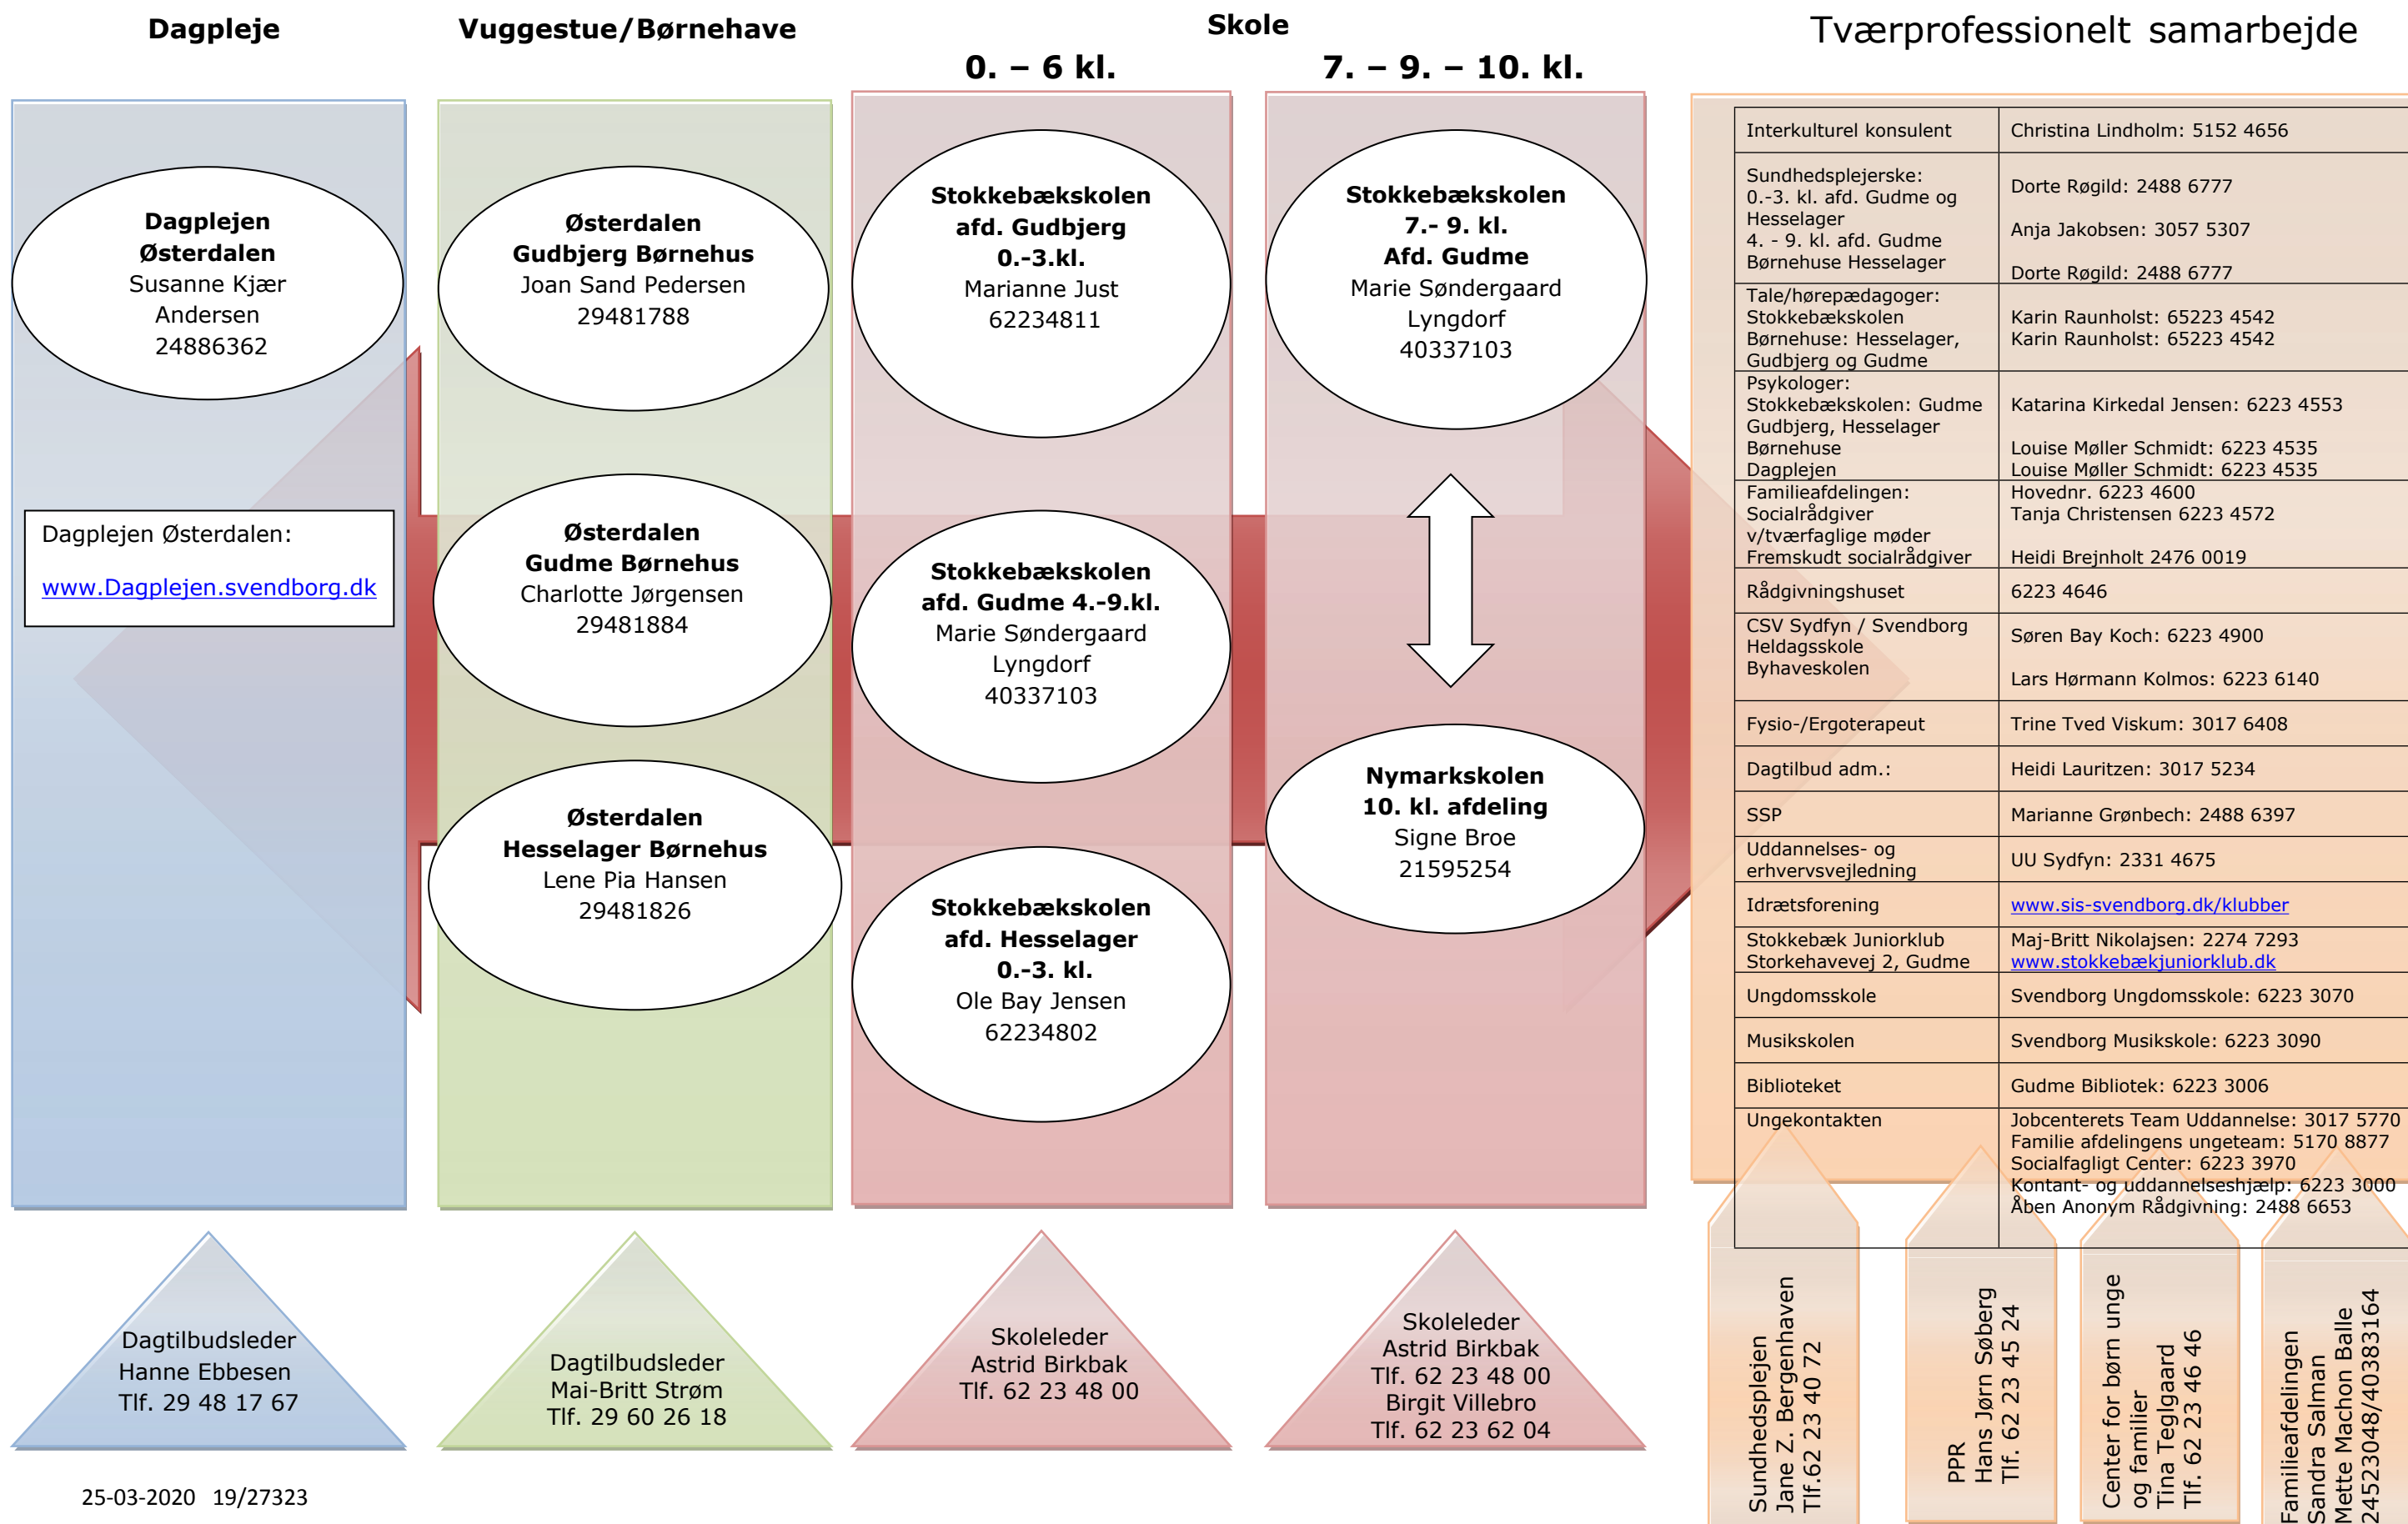 Dagpleje
Vuggestue/Børnehave
Skole
0. – 6 kl.
7. – 9. – 10. kl.
Tværprofessionelt samarbejde
Dagplejen
Østerdalen
Susanne Kjær
Andersen
24886362
Dagplejen Østerdalen:
www.Dagplejen.svendborg.dk
Østerdalen
Gudbjerg Børnehus
Joan Sand Pedersen
29481788
Østerdalen
Gudme Børnehus
Charlotte Jørgensen
29481884
Østerdalen
Hesselager Børnehus
Lene Pia Hansen
29481826
Stokkebækskolen
afd. Gudbjerg
0.-3.kl.
Marianne Just
62234811
Stokkebækskolen
afd. Gudme 4.-9.kl.
Marie Søndergaard
Lyngdorf
40337103
Stokkebækskolen
afd. Hesselager
0.-3. kl.
Ole Bay Jensen
62234802
Stokkebækskolen
7.- 9. kl.
Afd. Gudme
Marie Søndergaard
Lyngdorf
40337103
Nymarkskolen
10. kl. afdeling
Signe Broe
21595254
Interkulturel konsulent
Christina Lindholm: 5152 4656
Sundhedsplejerske:
0.-3. kl. afd. Gudme og
Hesselager
4. - 9. kl. afd. Gudme
Børnehuse Hesselager
Dorte Røgild: 2488 6777
Anja Jakobsen: 3057 5307
Dorte Røgild: 2488 6777
Tale/hørepædagoger:
Stokkebækskolen
Børnehuse: Hesselager,
Gudbjerg og Gudme
Karin Raunholst: 65223 4542
Karin Raunholst: 65223 4542
Psykologer:
Stokkebækskolen: Gudme
Gudbjerg, Hesselager
Børnehuse
Dagplejen
Katarina Kirkedal Jensen: 6223 4553
Louise Møller Schmidt: 6223 4535
Louise Møller Schmidt: 6223 4535
Familieafdelingen:
Socialrådgiver
v/tværfaglige møder
Fremskudt socialrådgiver
Hovednr. 6223 4600
Tanja Christensen 6223 4572
Heidi Brejnholt 2476 0019
Rådgivningshuset
6223 4646
CSV Sydfyn / Svendborg
Heldagsskole
Byhaveskolen
Søren Bay Koch: 6223 4900
Lars Hørmann Kolmos: 6223 6140
Fysio-/Ergoterapeut
Trine Tved Viskum: 3017 6408
Dagtilbud adm.:
Heidi Lauritzen: 3017 5234
SSP
Marianne Grønbech: 2488 6397
Uddannelses- og
erhvervsvejledning
UU Sydfyn: 2331 4675
Idrætsforening
www.sis-svendborg.dk/klubber
Stokkebæk Juniorklub
Storkehavevej 2, Gudme
Maj-Britt Nikolajsen: 2274 7293
www.stokkebækjuniorklub.dk
Ungdomsskole
Svendborg Ungdomsskole: 6223 3070
Musikskolen
Svendborg Musikskole: 6223 3090
Biblioteket
Gudme Bibliotek: 6223 3006
Ungekontakten
Jobcenterets Team Uddannelse: 3017 5770
Familie afdelingens ungeteam: 5170 8877
Socialfagligt Center: 6223 3970
Kontant- og uddannelseshjælp: 6223 3000
Åben Anonym Rådgivning: 2488 6653
Dagtilbudsleder
Hanne Ebbesen
Tlf. 29 48 17 67
Dagtilbudsleder
Mai-Britt Strøm
Tlf. 29 60 26 18
Skoleleder
Astrid Birkbak
Tlf. 62 23 48 00
Skoleleder
Astrid Birkbak
Tlf. 62 23 48 00
Birgit Villebro
Tlf. 62 23 62 04
Sundhedsplejen
Jane Z. Bergenhaven
Tlf.62 23 40 72
PPR
Hans Jørn Søberg
Tlf. 62 23 45 24
Center for børn unge
og familier
Tina Teglgaard
Tlf. 62 23 46 46
Familieafdelingen
Sandra Salman
Mette Machon Balle
24523048/40383164
25-03-2020 19/27323